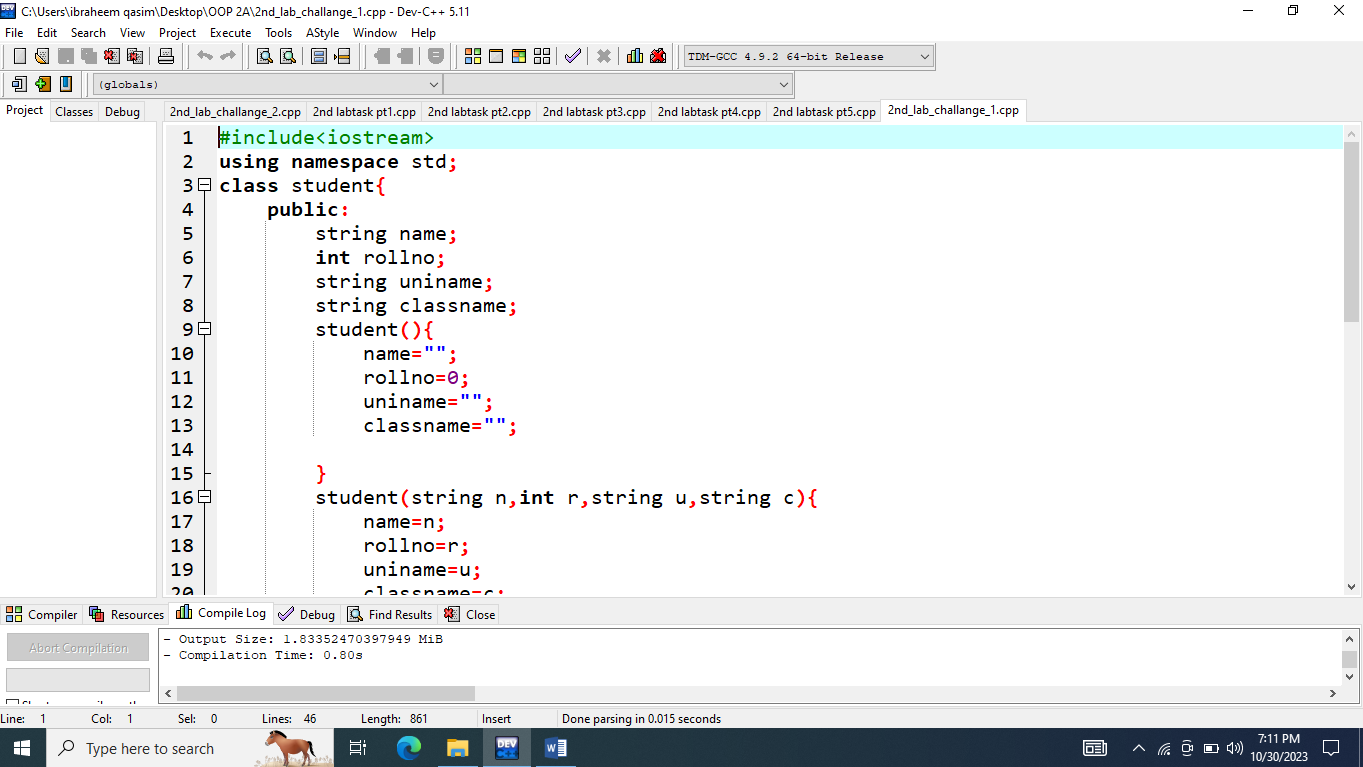 C:\Users\ibraheem qasim\Desktop\OOP 2A\2nd_lab_challange_1.cpp - Dev-C++ 5.11
File Edit Search View Project Execute Tools AStyle Window Help
TDM-GCC 4.9.2 64-bit Release
(globals)
Project Classes Debug 2nd_lab_challange_2.cpp 2nd labtask pt1.cpp 2nd labtask pt2.cpp 2nd labtask pt3.cpp 2nd labtask pt4.cpp 2nd labtask pt5.cpp 2nd_lab_challange_1.cpp
1 #include<iostream>
2 using namespace std;
3 class student{
4 public:
5 string name;
6 int rollno;
7 string uniname;
8 string classname;
9 student(){
10 name="";
11 rollno=0;
12 uniname="";
13 classname="";
14
15 }
16 student(string n,int r,string u,string c){
17 name=n;
18 rollno=r;
19 uniname=u;
20 classname=c;
Compiler Resources Compile Log Debug Find Results Close
Abort Compilation
- Output Size: 1.83352470397949 MiB
- Compilation Time: 0.80s
Line: 1 Col: 1 Sel: 0 Lines: 46 Length: 861 Insert Done parsing in 0.015 seconds
Type here to search
DEV
W
7:11 PM
10/30/2023